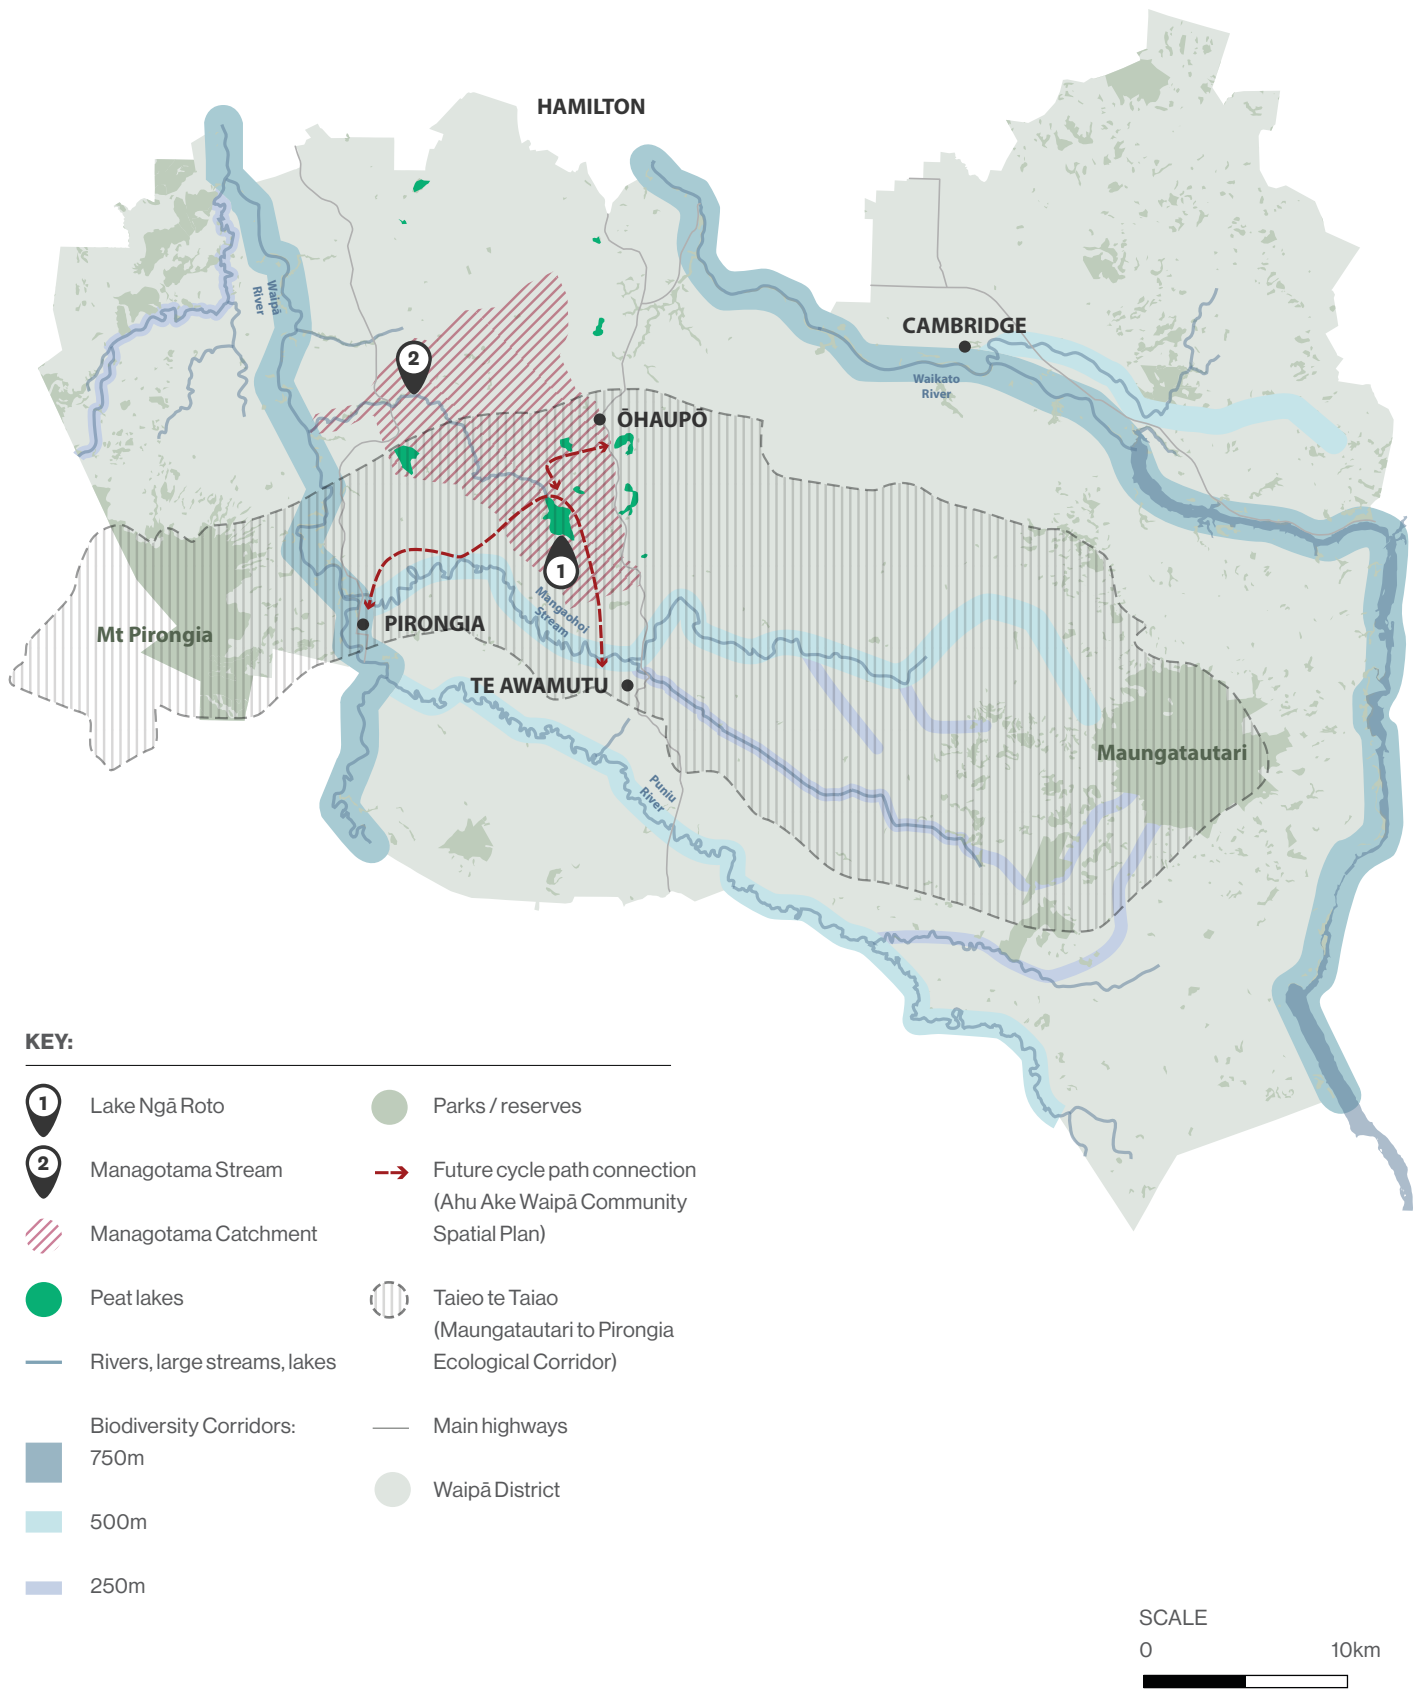 HAMILTON
Waipā
River
2
CAMBRIDGE
Waikato
River
ŌHAUPŌ
1
Mangaohoi
Stream
PIRONGIA
Mt Pirongia
TE AWAMUTU
Maungatautari
Puniu
River
KEY:
1
Lake Ngā Roto
2
Managotama Stream
Managotama Catchment
Peat lakes
Rivers, large streams, lakes
Biodiversity Corridors:
750m
500m
250m
Parks / reserves
Future cycle path connection
(Ahu Ake Waipā Community
Spatial Plan)
Taieo te Taiao
(Maungatautari to Pirongia
Ecological Corridor)
Main highways
Waipā District
SCALE
0 10km